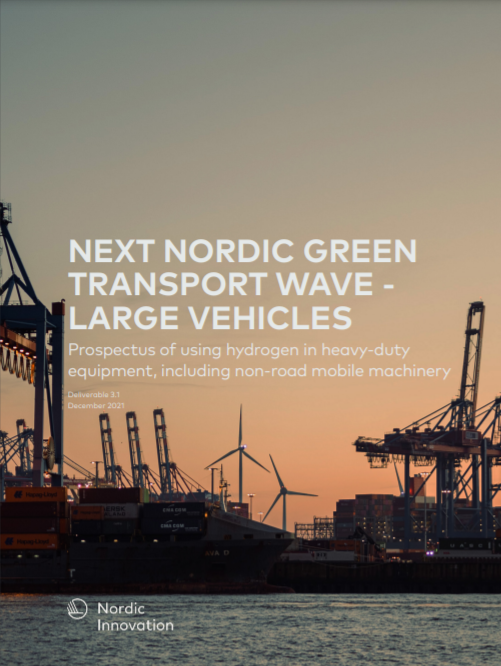 NEXT NORDIC GREEN
TRANSPORT WAVE -
LARGE VEHICLES
Prospectus of using hydrogen in heavy-duty
equipment, including non-road mobile machinery
Deliverable 3.1
December 2021
Nordic
Innovation